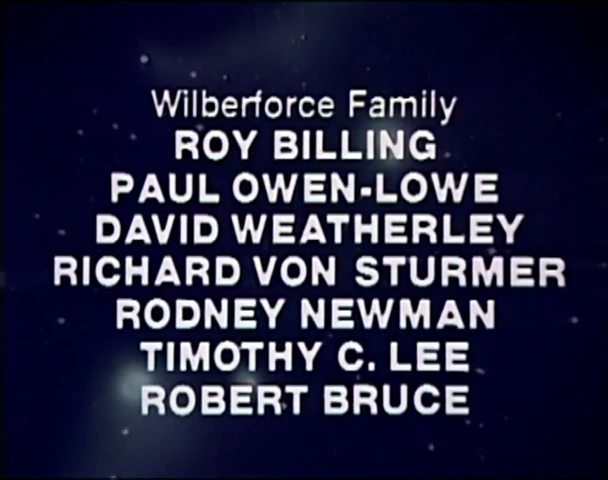 Wilberforce Family
ROY BILLING
PAUL OWEN-LOWE
DAVID WEATHERLEY
RICHARD VON STURMER
RODNEY NEWMAN
TIMOTHY C. LEE
ROBERT BRUCE